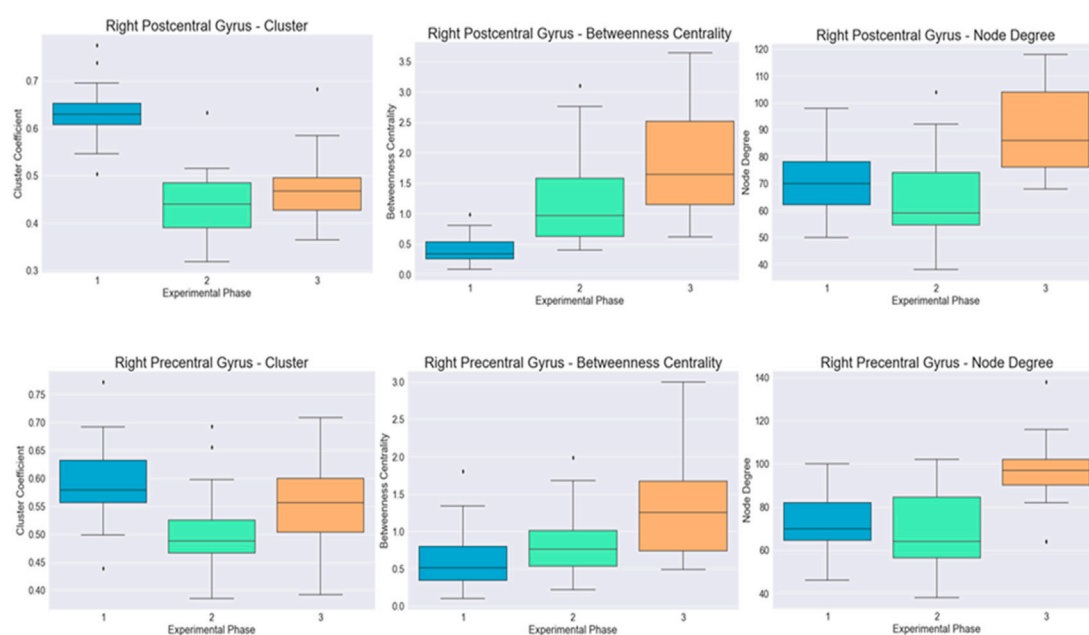 Right Postcentral Gyrus - Cluster
Cluster Coefficient
0.7
0.6
0.5
0.4
0.3
1 2 3
Experimental Phase
Right Postcentral Gyrus - Betweenness Centrality
Betweenness Centrality
3.5
3.0
2.5
2.0
1.5
1.0
0.5
0.0
1 2 3
Experimental Phase
Right Postcentral Gyrus - Node Degree
Node Degree
120
110
100
90
80
70
60
50
40
1 2 3
Experimental Phase
Right Precentral Gyrus - Cluster
Cluster Coefficient
0.75
0.70
0.65
0.60
0.55
0.50
0.45
0.40
1 2 3
Experimental Phase
Right Precentral Gyrus - Betweenness Centrality
Betweenness Centrality
3.0
2.5
2.0
1.5
1.0
0.5
0.0
1 2 3
Experimental Phase
Right Precentral Gyrus - Node Degree
Node Degree
140
120
100
80
60
40
1 2 3
Experimental Phase